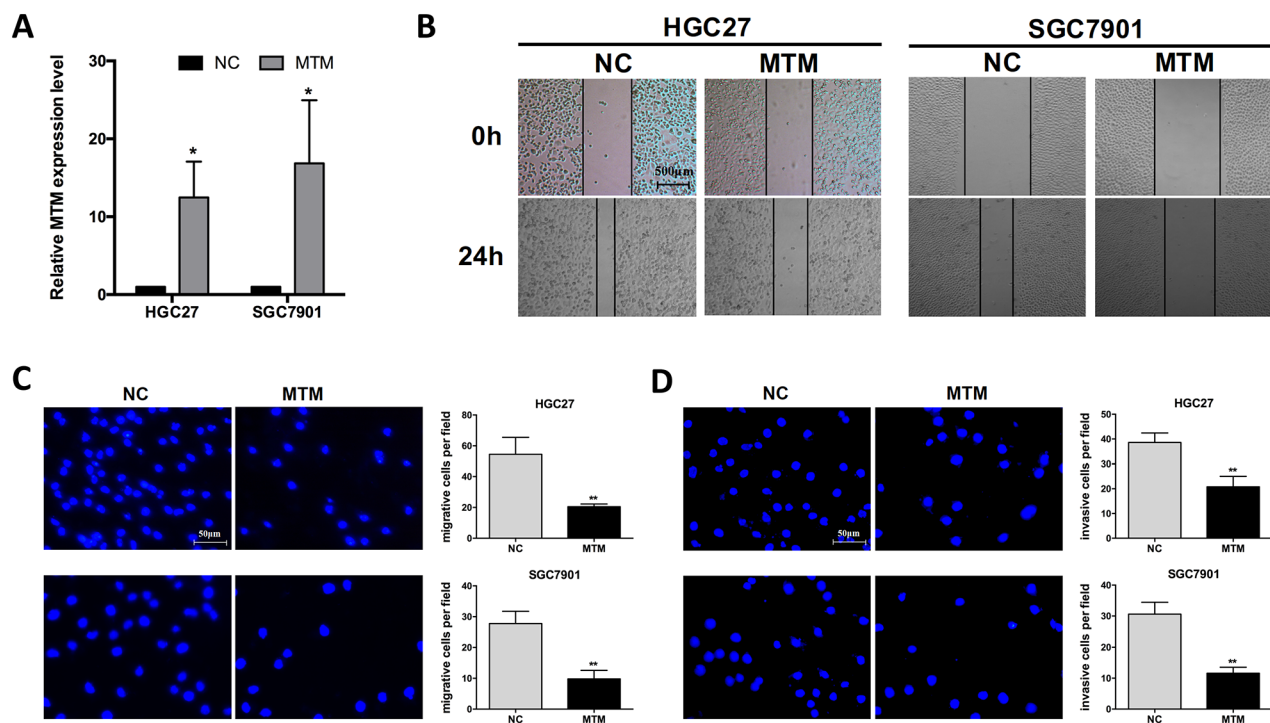 A
30
20
10
0
Relative MTM expression level
NC MTM
*
*
HGC27 SGC7901
B
HGC27 SGC7901
NC MTM NC MTM
0h
500μm
24h
C
NC MTM
50μm
HGC27
migrative cells per field
80
60
40
20
0
**
NC MTM
SGC7901
migrative cells per field
40
30
20
10
0
**
NC MTM
D
NC MTM
50μm
HGC27
invasive cells per field
50
40
30
20
10
0
**
NC MTM
SGC7901
invasive cells per field
40
30
20
10
0
**
NC MTM